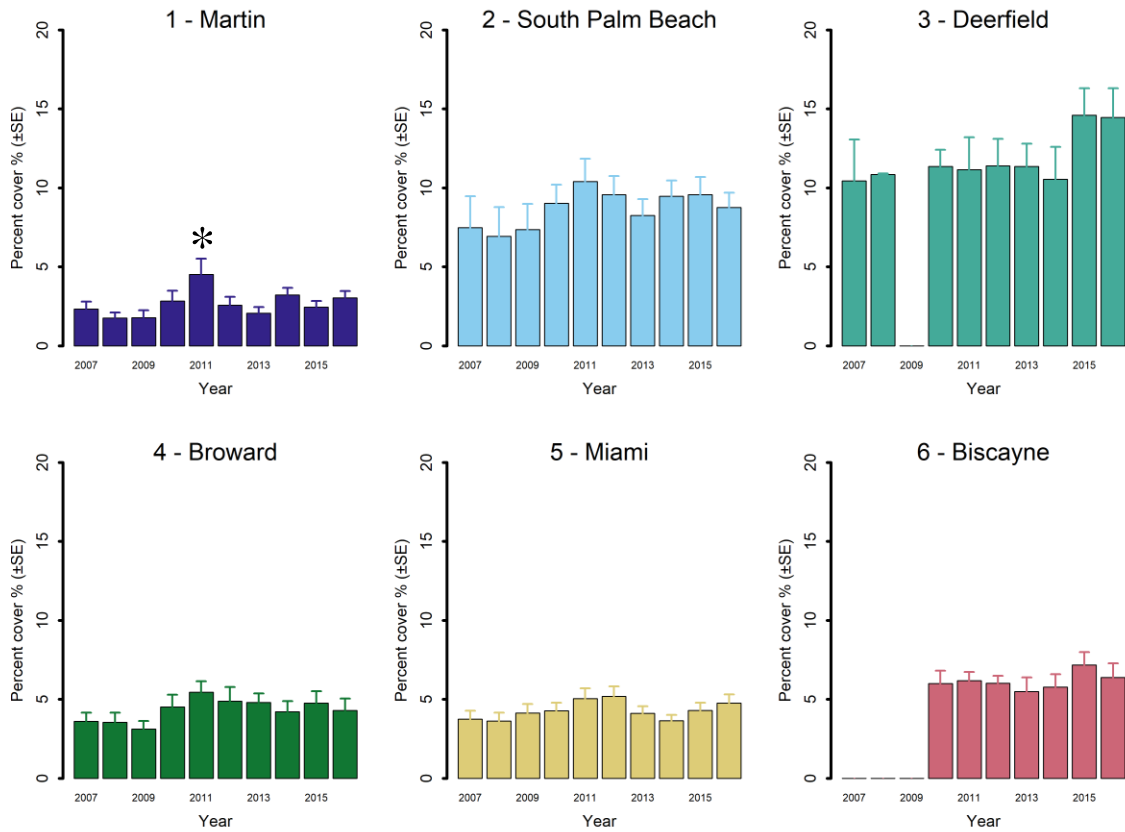 1 - Martin
Percent cover % (±SE)
20
15
10
5
0
*
2007 2009 2011 2013 2015
Year
2 - South Palm Beach
Percent cover % (±SE)
20
15
10
5
0
2007 2009 2011 2013 2015
Year
3 - Deerfield
Percent cover % (±SE)
20
15
10
5
0
2007 2009 2011 2013 2015
Year
4 - Broward
Percent cover % (±SE)
20
15
10
5
0
2007 2009 2011 2013 2015
Year
5 - Miami
Percent cover % (±SE)
20
15
10
5
0
2007 2009 2011 2013 2015
Year
6 - Biscayne
Percent cover % (±SE)
20
15
10
5
0
2007 2009 2011 2013 2015
Year